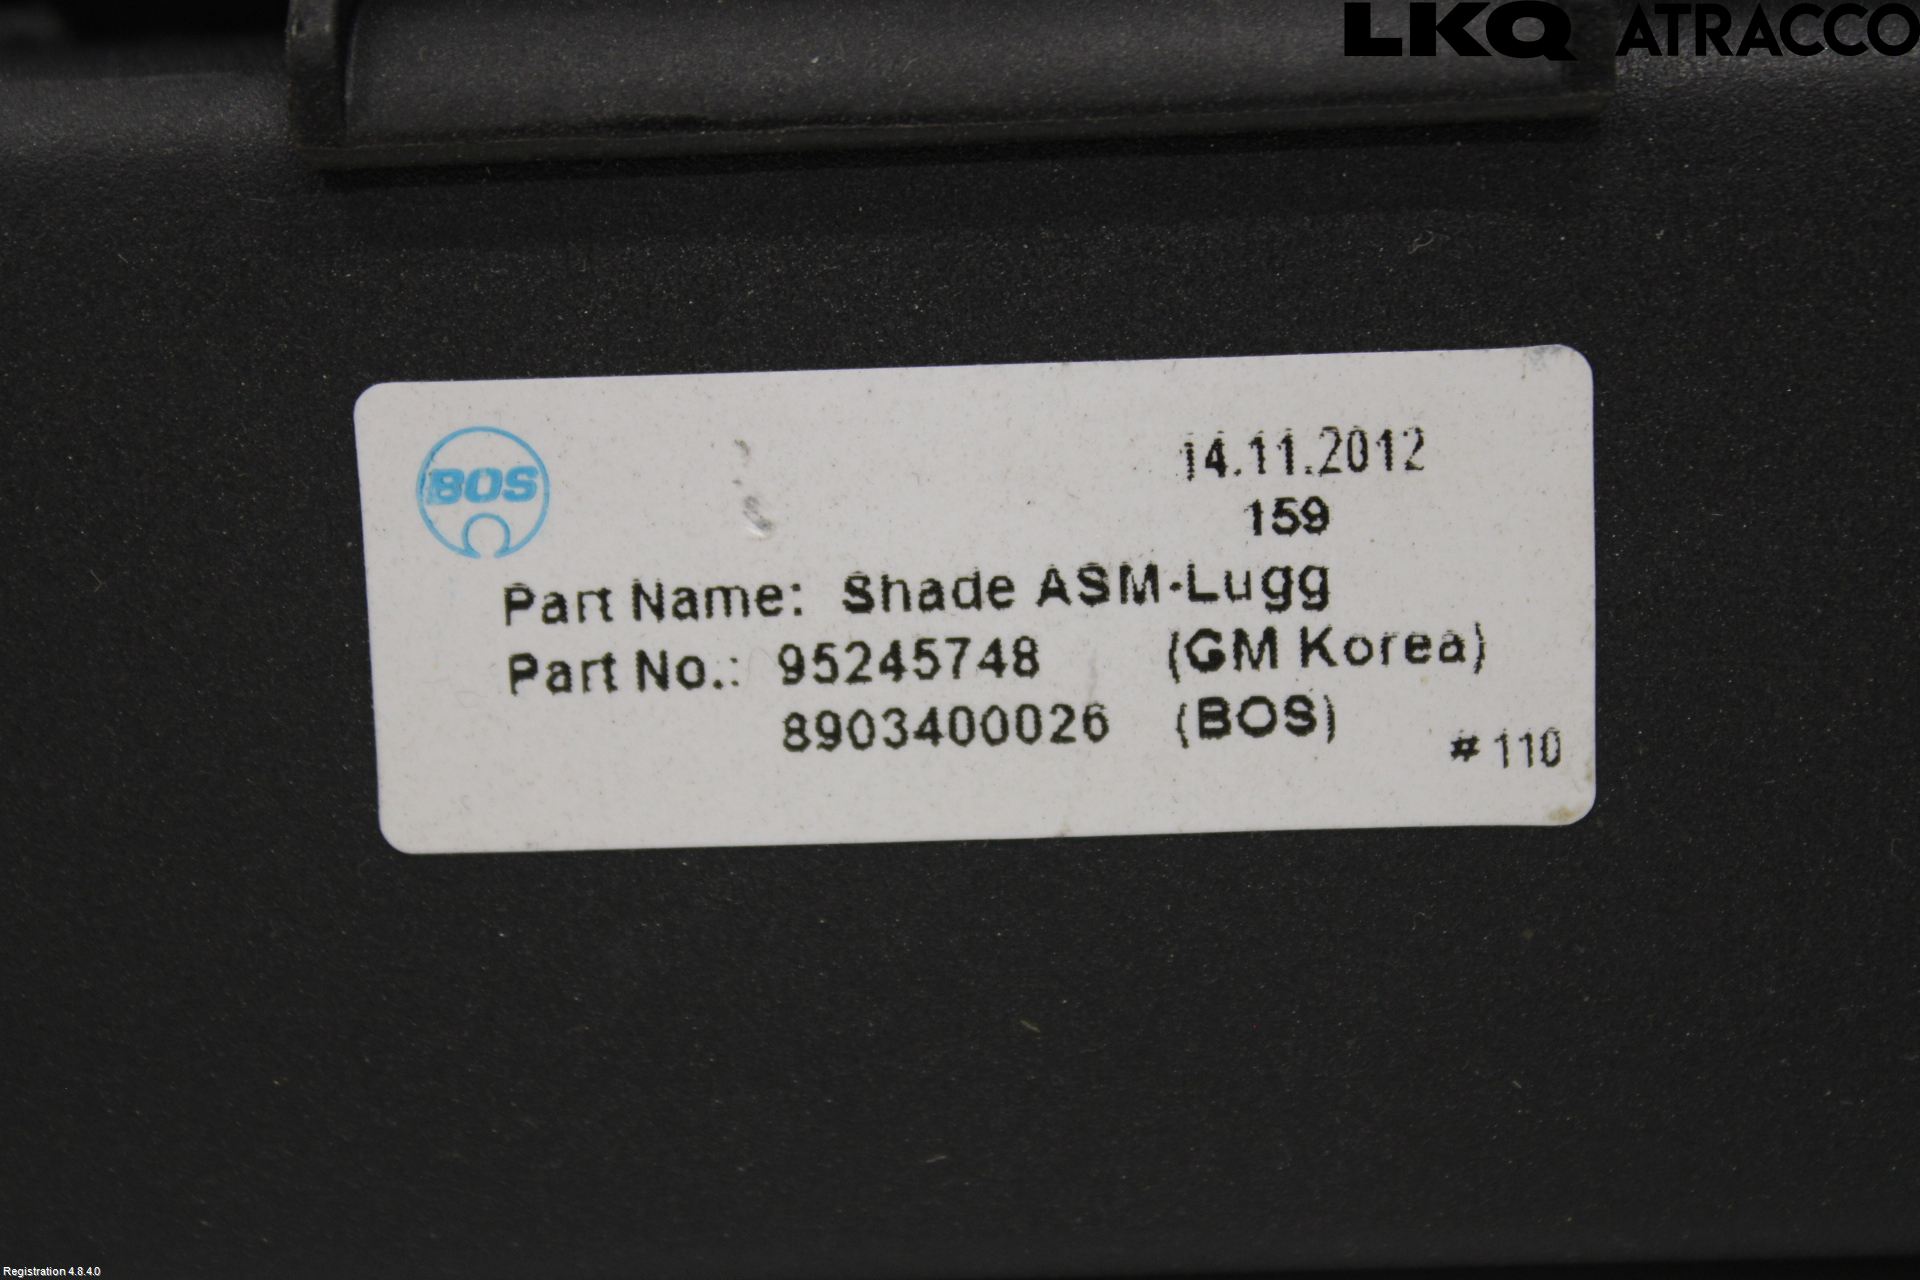 LKQ ATRACCO
BOS
14.11.2012
159
Part Name: Shade ASM-Lugg
Part No.: 95245748 (GM Korea)
8903400026 (BOS)
# 110
Registration 4.8.4.0